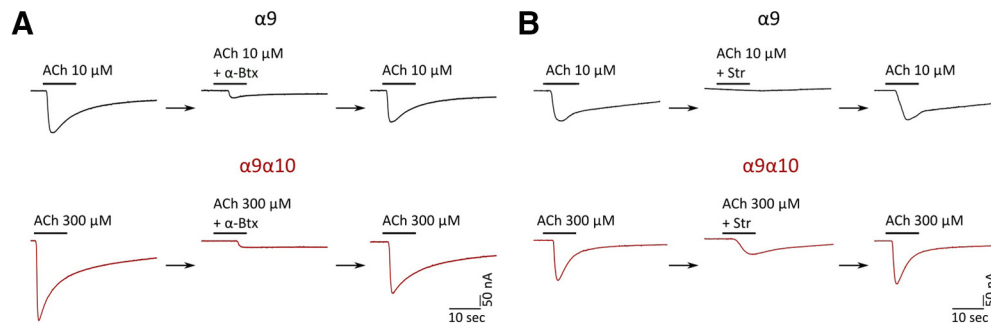 A
α9
ACh 10 µM
ACh 10 µM
+ α-Btx
ACh 10 µM
α9α10
ACh 300 µM
ACh 300 µM
+ α-Btx
ACh 300 µM
50 nA
10 sec
B
α9
ACh 10 µM
ACh 10 µM
+ Str
ACh 10 µM
α9α10
ACh 300 µM
ACh 300 µM
+ Str
ACh 300 µM
50 nA
10 sec